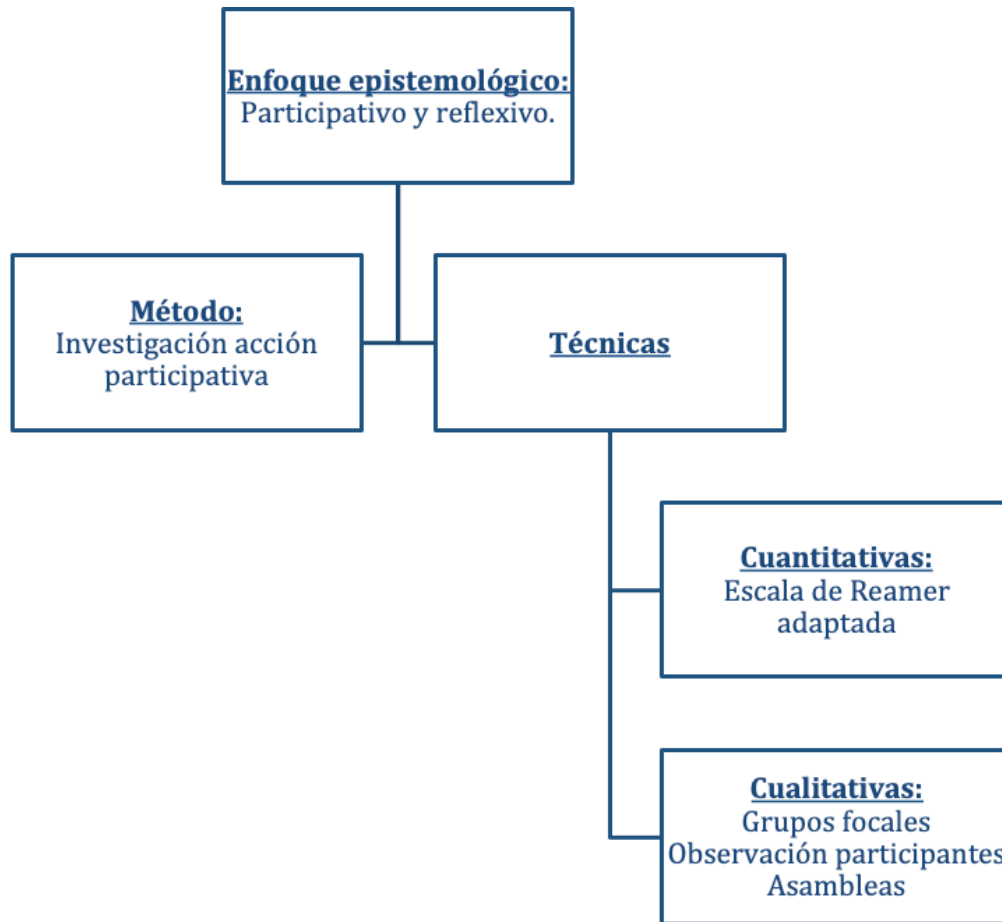 Enfoque epistemológico:
Participativo y reflexivo.
Método:
Investigación acción
participativa
Técnicas
Cuantitativas:
Escala de Reamer
adaptada
Cualitativas:
Grupos focales
Observación participantes
Asambleas